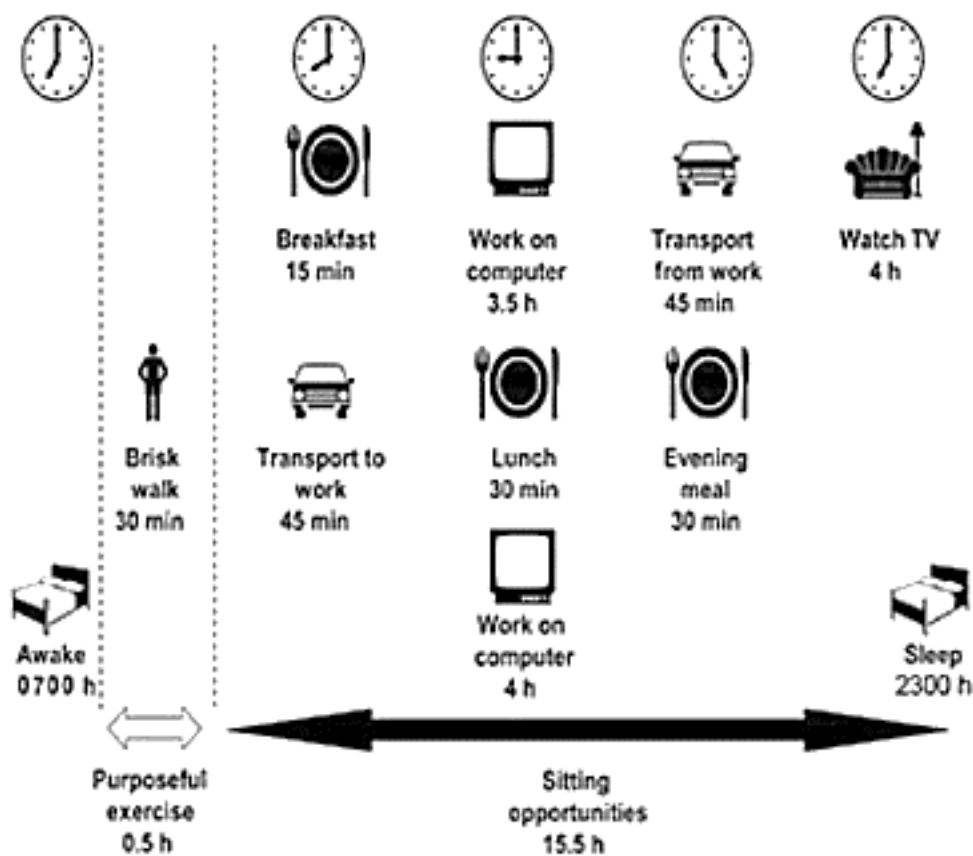 Breakfast
15 min
Work on
computer
3.5 h
Transport
from work
45 min
Watch TV
4 h
Brisk
walk
30 min
Transport to
work
45 min
Lunch
30 min
Evening
meal
30 min
Work on
computer
4 h
Awake
0700 h
Sleep
2300 h
Purposeful
exercise
0.5 h
Sitting
opportunities
15.5 h